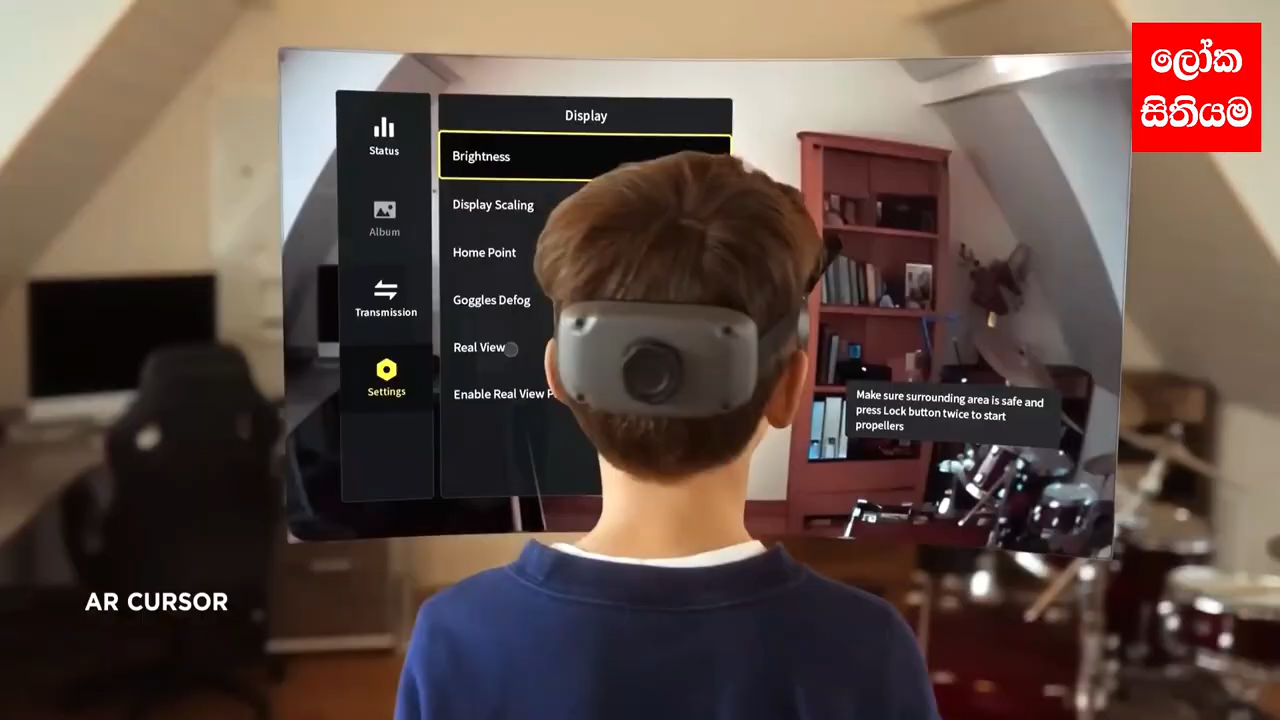 ලෝක
සිතියම
Display
Status
Brightness
Album
Display Scaling
Transmission
Home Point
Settings
Goggles Defog
Real View
Enable Real View
Make sure surrounding area is safe and
press Lock button twice to start
propellers
AR CURSOR